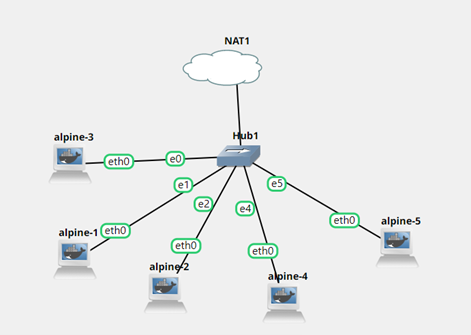 NAT1
Hub1
alpine-3
eth0
e0
e1
e5
e2
e4
alpine-1
eth0
eth0
alpine-5
eth0
eth0
alpine-2
alpine-4